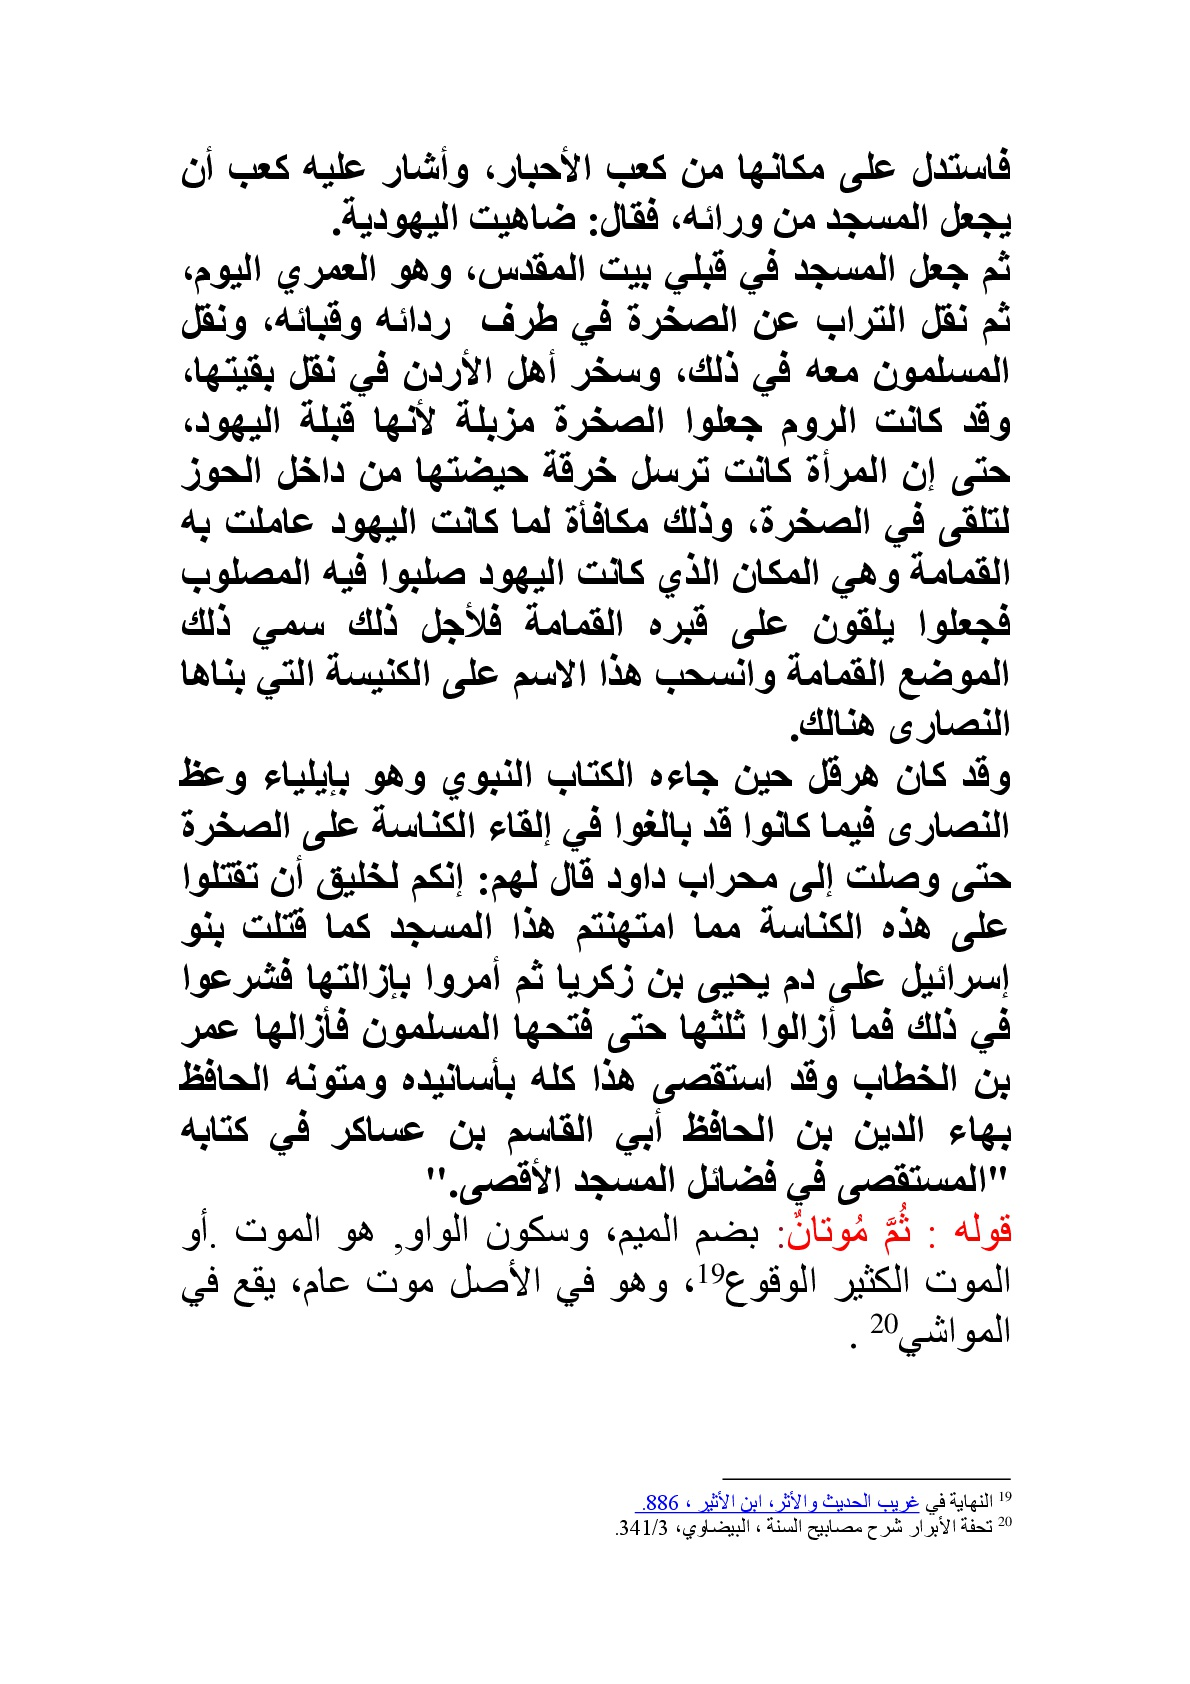 فاستدل على مكانها من كعب الأحبار، وأشار عليه كعب أن
يجعل المسجد من ورائه، فقال: ضاهيت اليهودية.
ثم جعل المسجد في قبلي بيت المقدس، وهو العمري اليوم،
ثم نقل التراب عن الصخرة في طرف ردائه وقبائه، ونقل
المسلمون معه في ذلك، وسخر أهل الأردن في نقل بقيتها،
وقد كانت الروم جعلوا الصخرة مزبلة لأنها قبلة اليهود،
حتى إن المرأة كانت ترسل خرقة حيضتها من داخل الحوز
لتلقى في الصخرة، وذلك مكافأة لما كانت اليهود عاملت به
القمامة وهي المكان الذي كانت اليهود صلبوا فيه المصلوب
فجعلوا يلقون على قبره القمامة فلأجل ذلك سمي ذلك
الموضع القمامة وانسحب هذا الاسم على الكنيسة التي بناها
النصارى هنالك.
وقد كان هرقل حين جاءه الكتاب النبوي وهو بإيلياء وعظ
النصارى فيما كانوا قد بالغوا في إلقاء الكناسة على الصخرة
حتى وصلت إلى محراب داود قال لهم: إنكم لخليق أن تقتلوا
على هذه الكناسة مما امتهنتم هذا المسجد كما قتلت بنو
إسرائيل على دم يحيى بن زكريا ثم أمروا بإزالتها فشرعوا
في ذلك فما أزالوا ثلثها حتى فتحها المسلمون فأزالها عمر
بن الخطاب وقد استقصى هذا كله بأسانيده ومتونه الحافظ
بهاء الدين بن الحافظ أبي القاسم بن عساكر في كتابه
"المستقصى في فضائل المسجد الأقصى."
قوله : ثُمَّ مُوتانٌ: بضم الميم، وسكون الواو, هو الموت .أو
الموت الكثير الوقوع19، وهو في الأصل موت عام، يقع في
المواشي20 .
19 النهاية في غريب الحديث والأثر، ابن الأثير ، 886.
20 تحفة الأبرار شرح مصابيح السنة ، البيضاوي، 341/3.